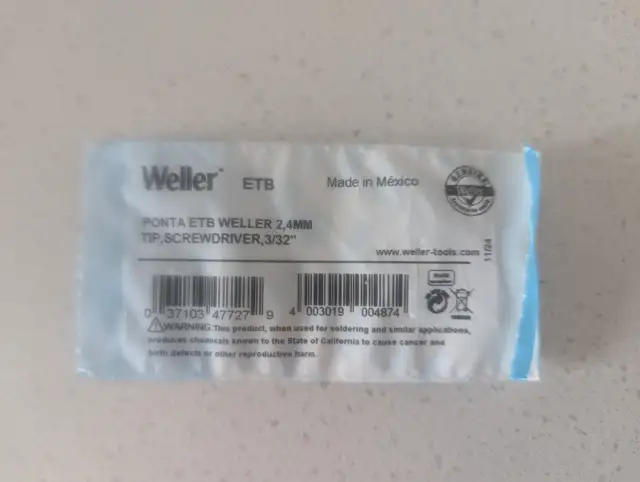 Weller ETB Made in México
PONTA ETB WELLER 2,4MM
TIP,SCREWDRIVER,3/32"
www.weller-tools.com
11/24
0 37103 47727 9
4 003019 004874
WARNING: This product, when used for soldering and similar applications,
produces chemicals known to the State of California to cause cancer and
birth defects or other reproductive harm.